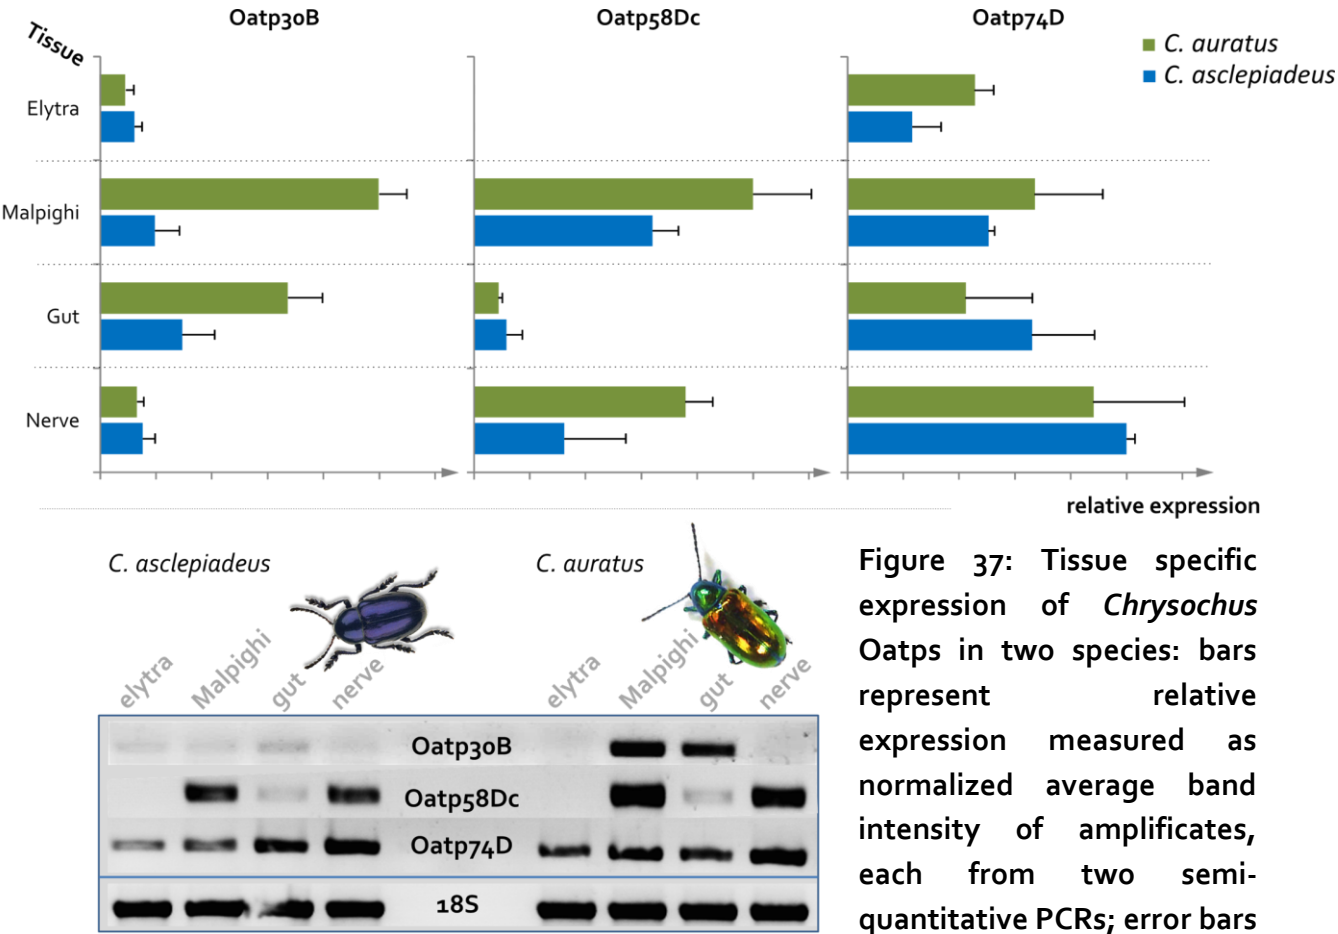 Oatp30B
Oatp58Dc
Oatp74D
C. auratus
C. asclepiadeus
Tissue
Elytra
Malpighi
Gut
Nerve
relative expression
C. asclepiadeus
C. auratus
elytra
Malpighi
gut
nerve
elytra
Malpighi
gut
nerve
Oatp30B
Oatp58Dc
Oatp74D
18S
Figure 37: Tissue specific
expression of Chrysochus
Oatps in two species: bars
represent relative
expression measured as
normalized average band
intensity of amplificates,
each from two semi-
quantitative PCRs; error bars